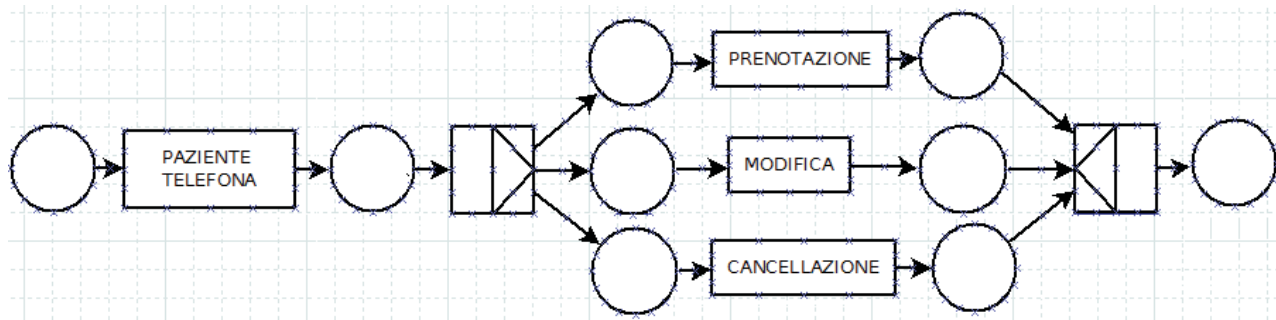 PAZIENTE
TELEFONA
PRENOTAZIONE
MODIFICA
CANCELLAZIONE